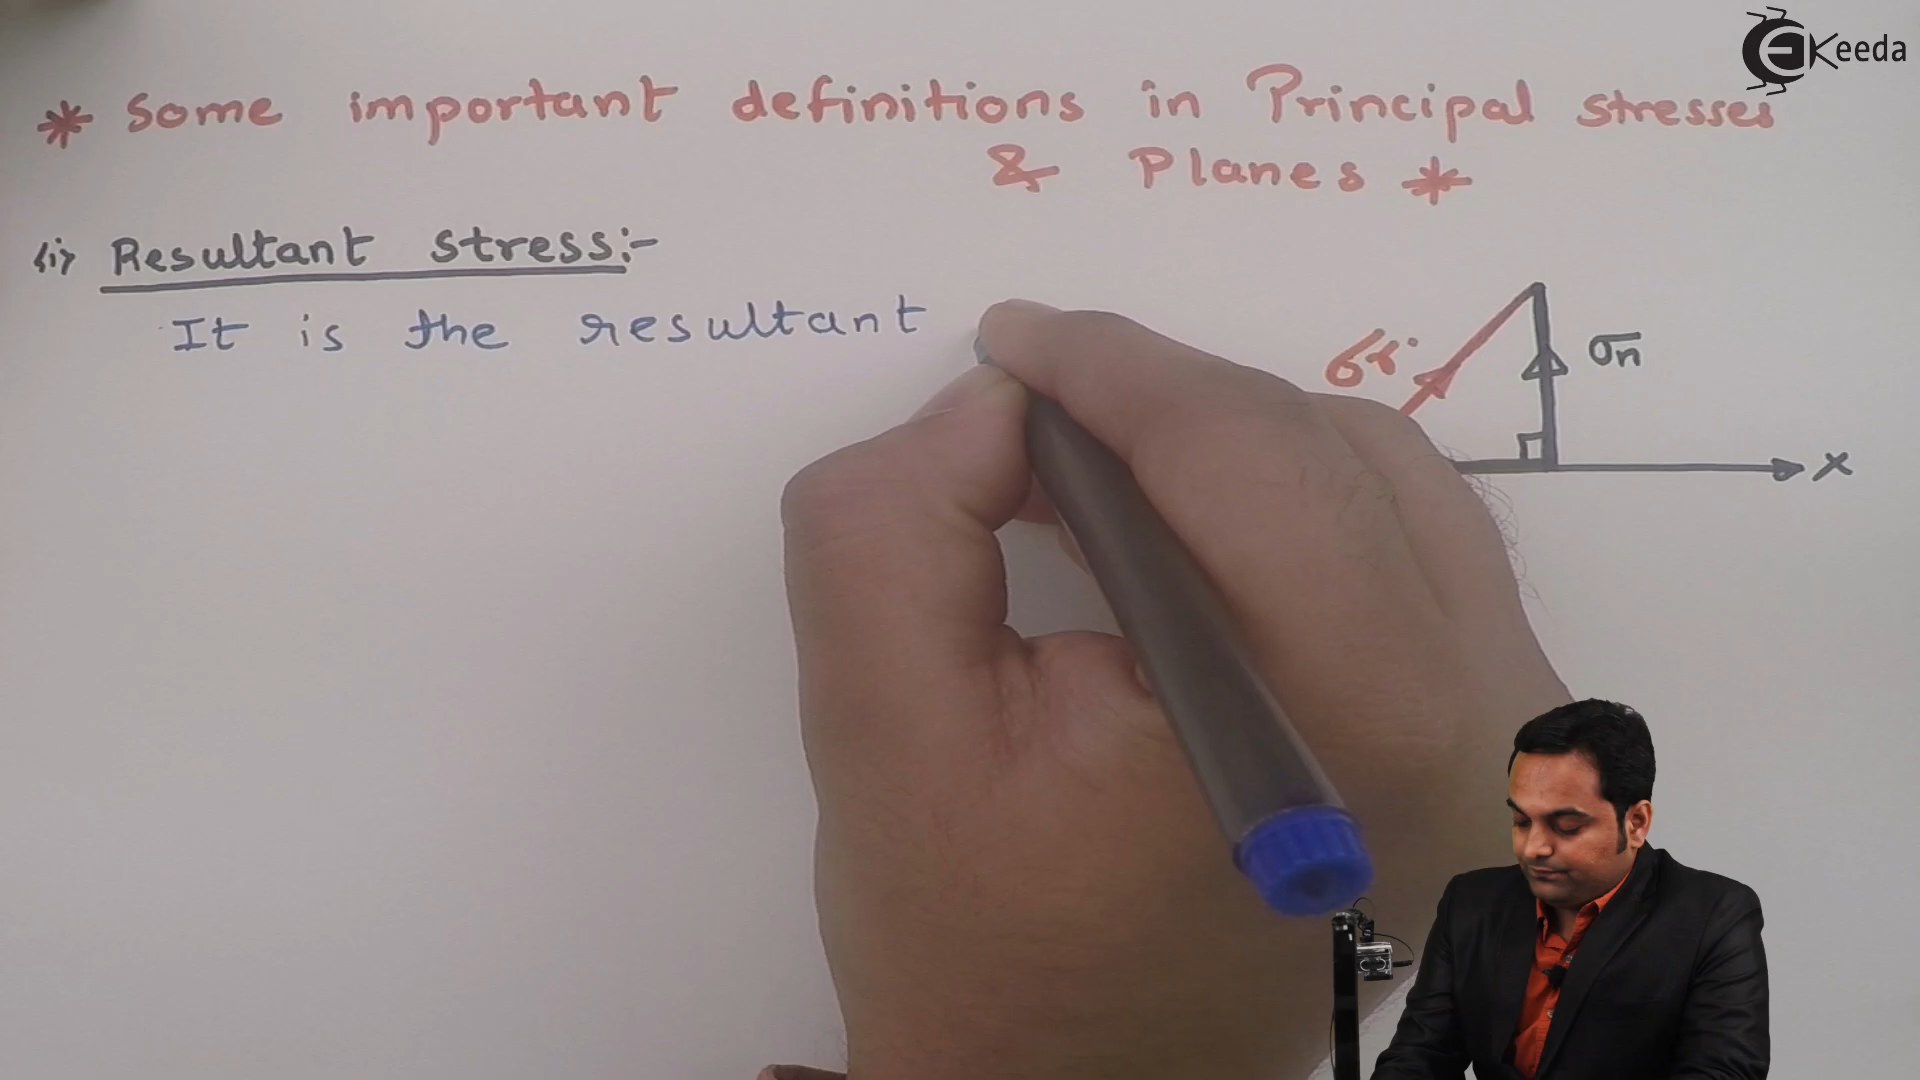 EKeeda
* Some important definitions in Principal stresses
& Planes *
(i) Resultant stress:-
It is the resultant
σr
σn
x